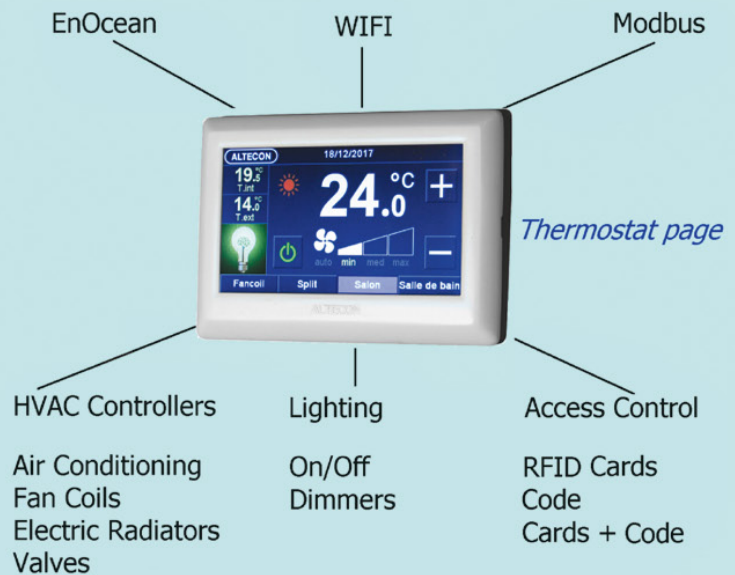 EnOcean
WIFI
Modbus
ALTECON
18/12/2017
19.5 °C
T.int
14.0 °C
T.ext
24.0 °C
+
Thermostat page
auto min med max
−
Fancoil Split Salon Salle de bain
ALTECON
HVAC Controllers
Air Conditioning
Fan Coils
Electric Radiators
Valves
Lighting
On/Off
Dimmers
Access Control
RFID Cards
Code
Cards + Code